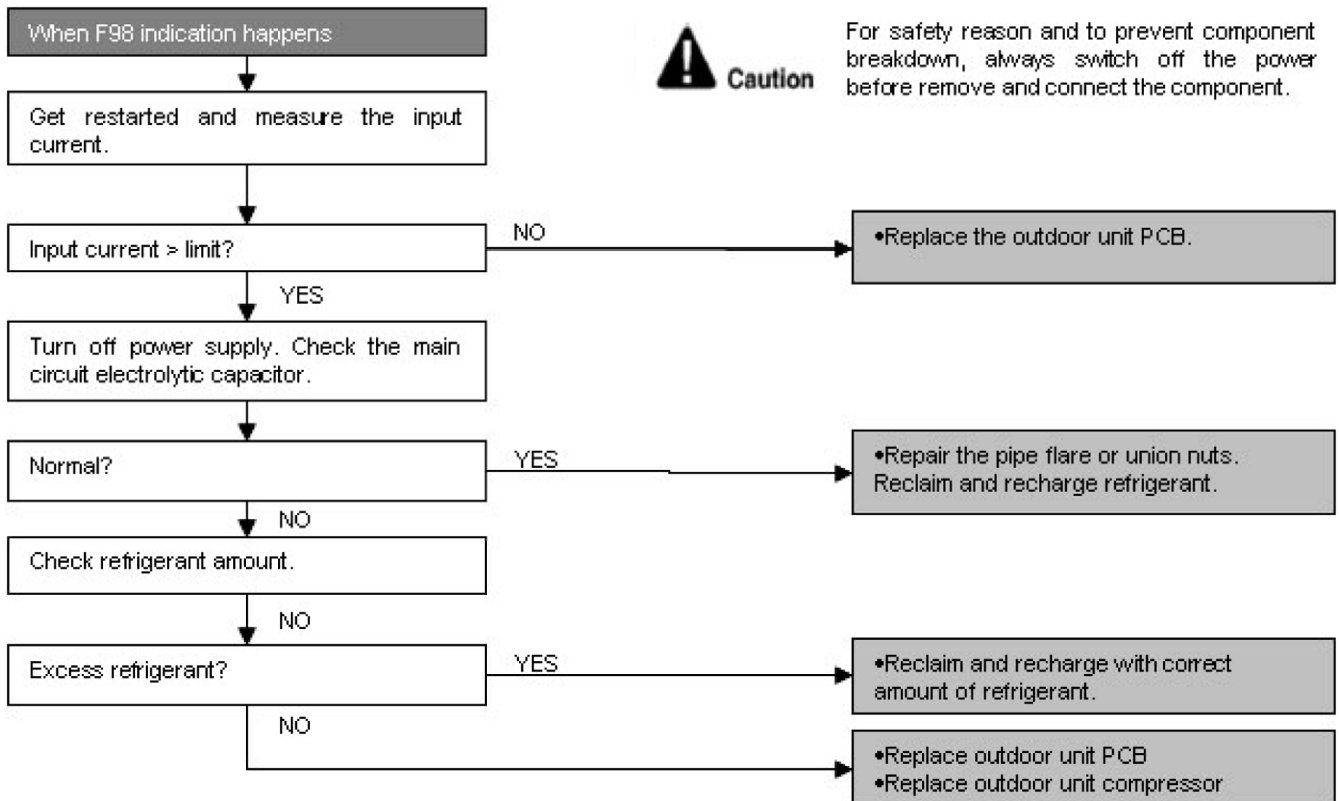 When F98 indication happens
Caution
For safety reason and to prevent component
breakdown, always switch off the power
before remove and connect the component.
Get restarted and measure the input
current.
Input current > limit?
NO
•Replace the outdoor unit PCB.
YES
Turn off power supply. Check the main
circuit electrolytic capacitor.
Normal?
YES
•Repair the pipe flare or union nuts.
Reclaim and recharge refrigerant.
NO
Check refrigerant amount.
NO
Excess refrigerant?
YES
•Reclaim and recharge with correct
amount of refrigerant.
NO
•Replace outdoor unit PCB
•Replace outdoor unit compressor